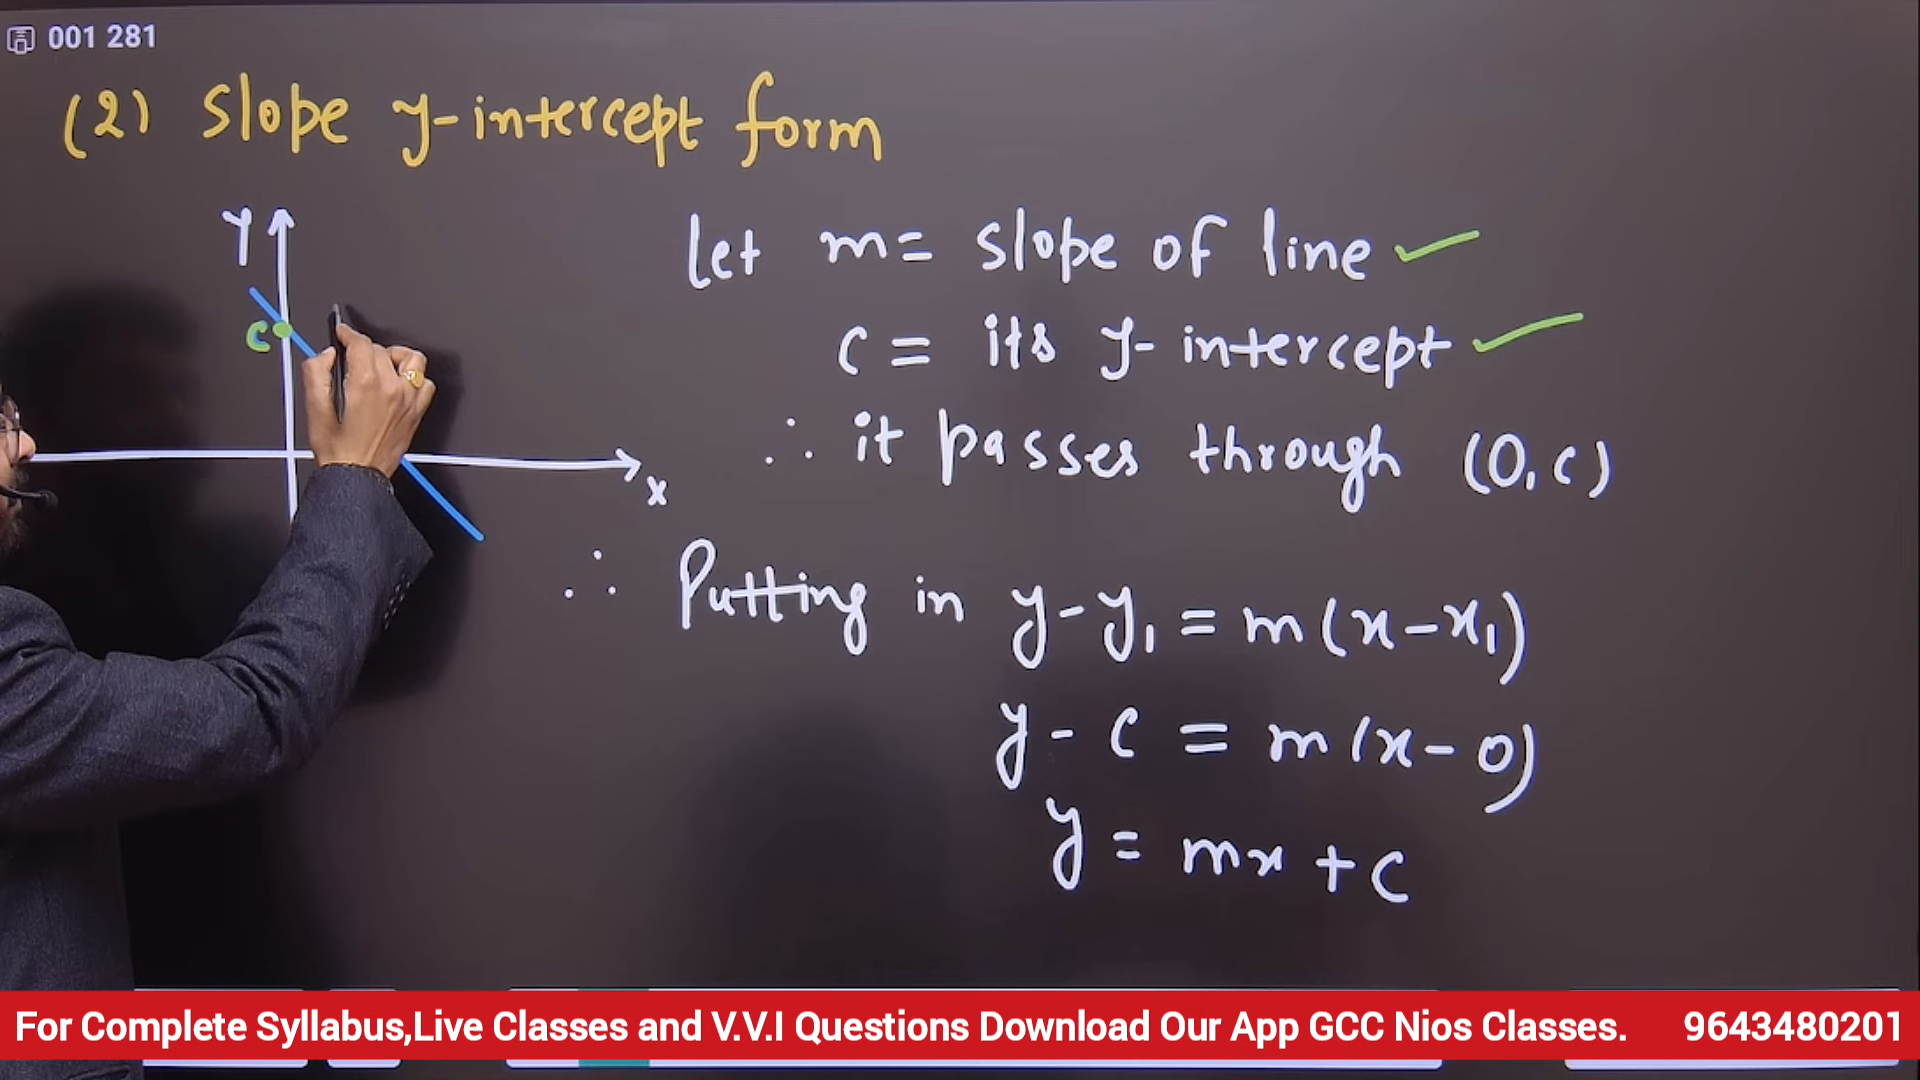 001 281
(2) Slope y-intercept form
Y
C
x
Let m = slope of line ✓
C = its y-intercept ✓
∴ it passes through (0, c)
∴ Putting in y - y₁ = m(x - x₁)
y - c = m(x - 0)
y = mx + c
For Complete Syllabus,Live Classes and V.V.I Questions Download Our App GCC Nios Classes. 9643480201